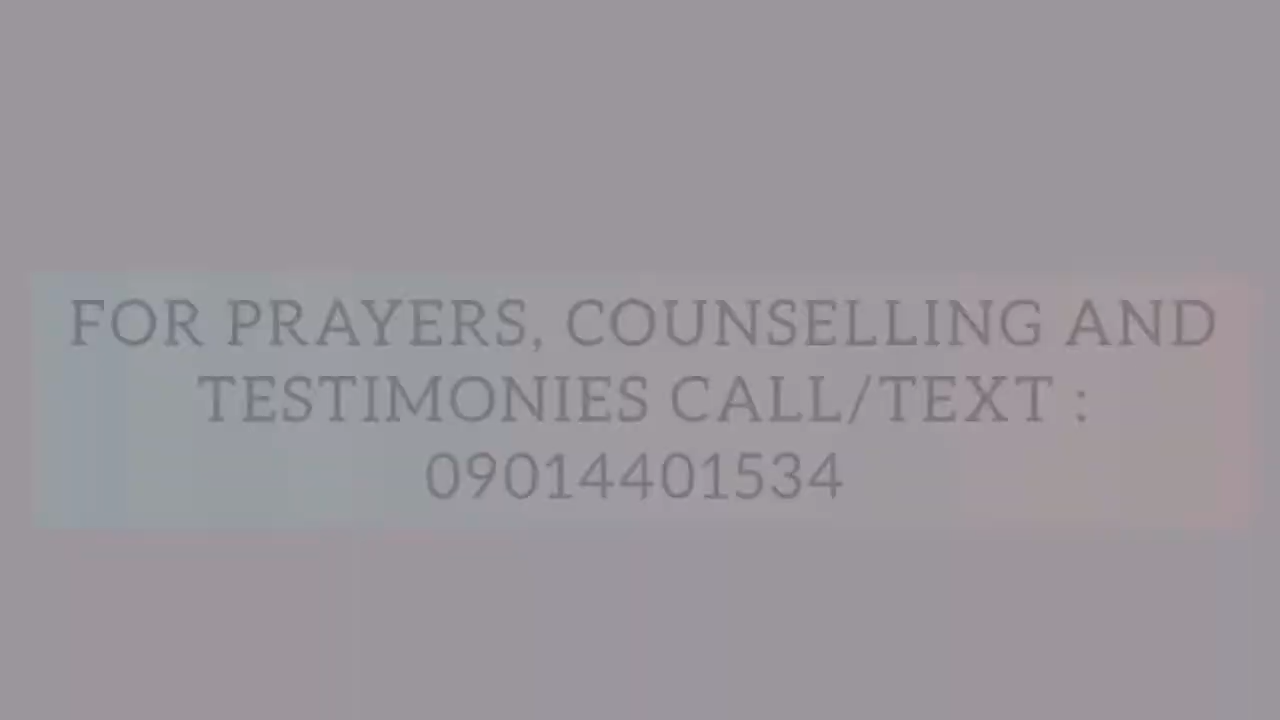 FOR PRAYERS, COUNSELLING AND
TESTIMONIES CALL/TEXT :
09014401534